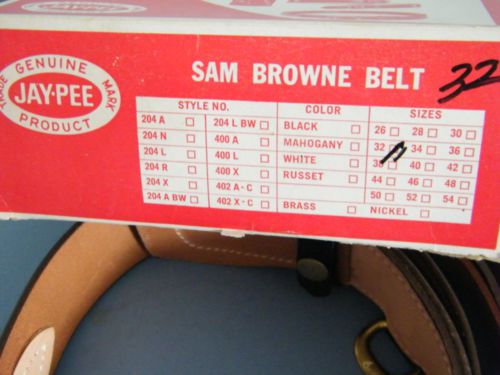 TRADE GENUINE MARK
JAY-PEE
PRODUCT
SAM BROWNE BELT
32
STYLE NO. COLOR SIZES
204 A 204 L BW BLACK 26 28 30
204 N 400 A MAHOGANY 32 34 36
204 L 400 L WHITE 38 40 42
204 R 400 X RUSSET 44 46 48
204 X 402 A-C 50 52 54
204 A BW 402 X-C BRASS NICKEL